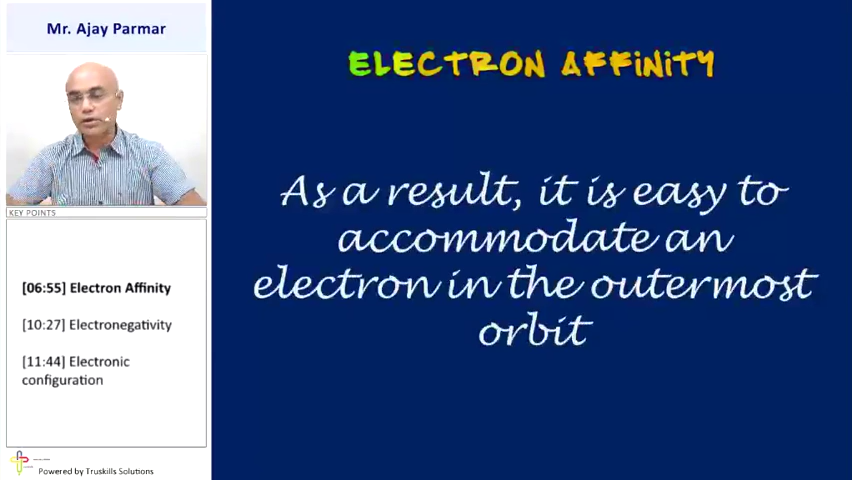 Mr. Ajay Parmar
KEY POINTS
[06:55] Electron Affinity
[10:27] Electronegativity
[11:44] Electronic
configuration
Powered by Truskills Solutions
ELECTRON AFFINITY
As a result, it is easy to
accommodate an
electron in the outermost
orbit